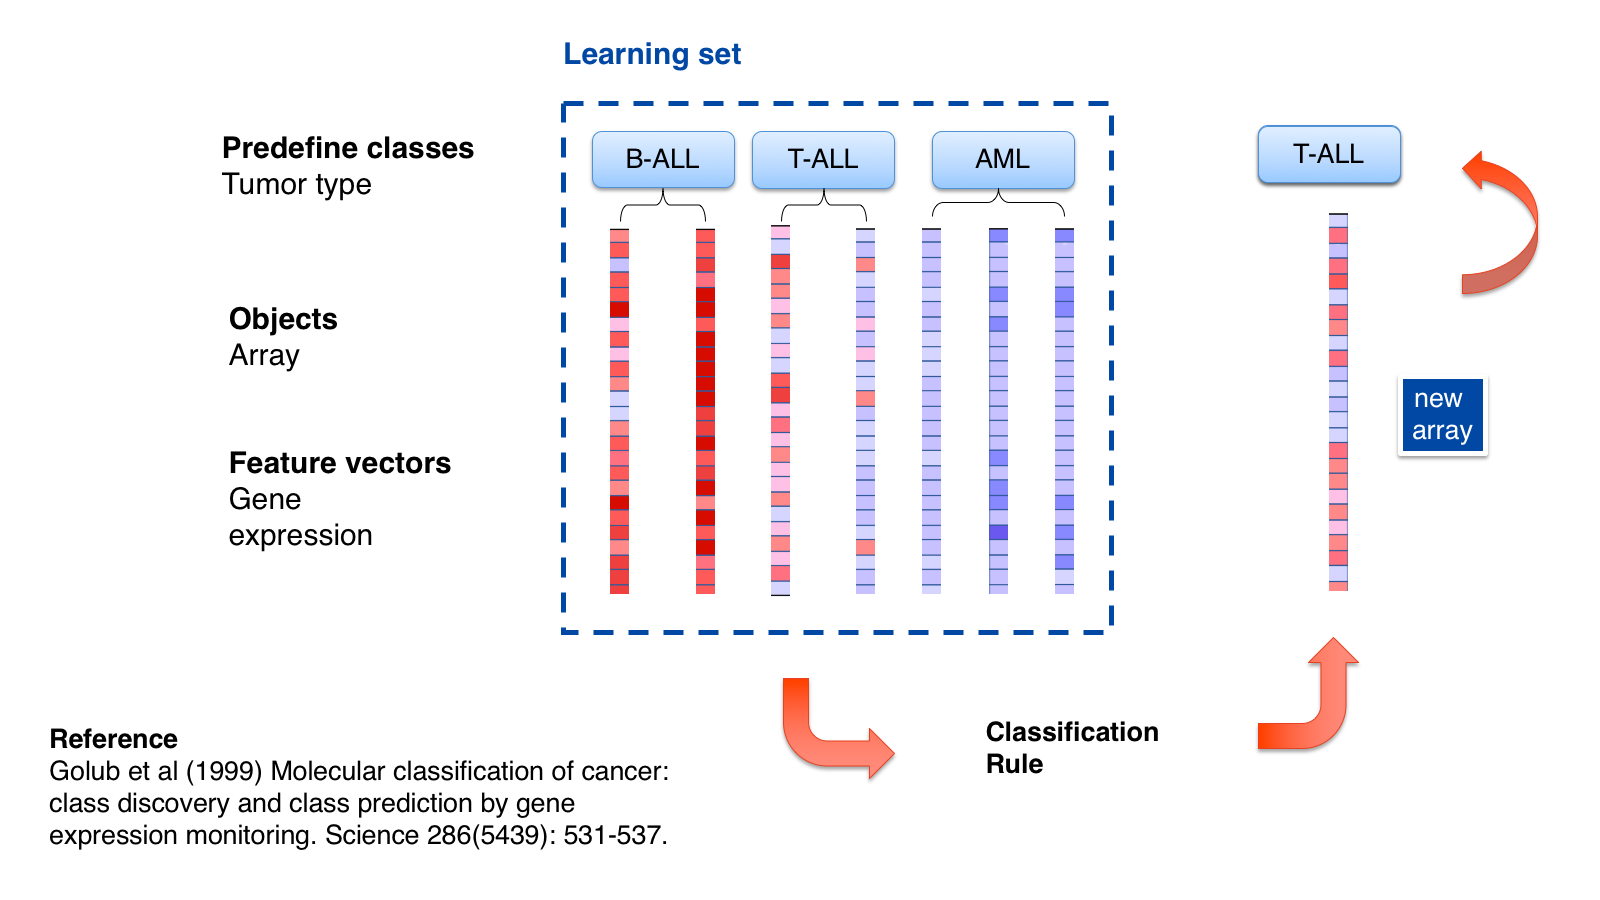 Learning set
Predefine classes
Tumor type
B-ALL
T-ALL
AML
T-ALL
Objects
Array
new
array
Feature vectors
Gene
expression
Classification
Rule
Reference
Golub et al (1999) Molecular classification of cancer:
class discovery and class prediction by gene
expression monitoring. Science 286(5439): 531-537.